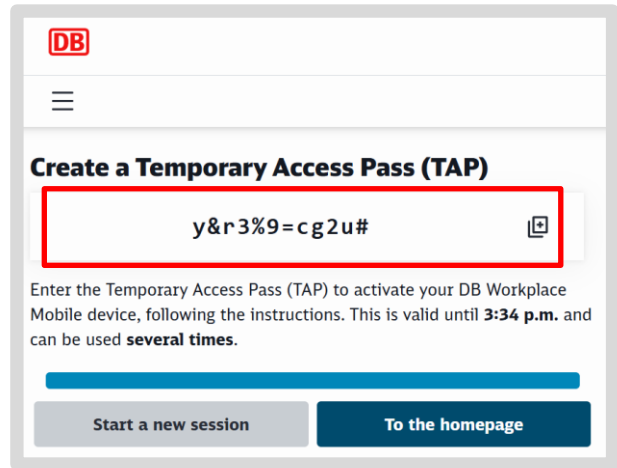 DB
Create a Temporary Access Pass (TAP)
y&r3%9=cg2u#
Enter the Temporary Access Pass (TAP) to activate your DB Workplace
Mobile device, following the instructions. This is valid until 3:34 p.m. and
can be used several times.
Start a new session
To the homepage